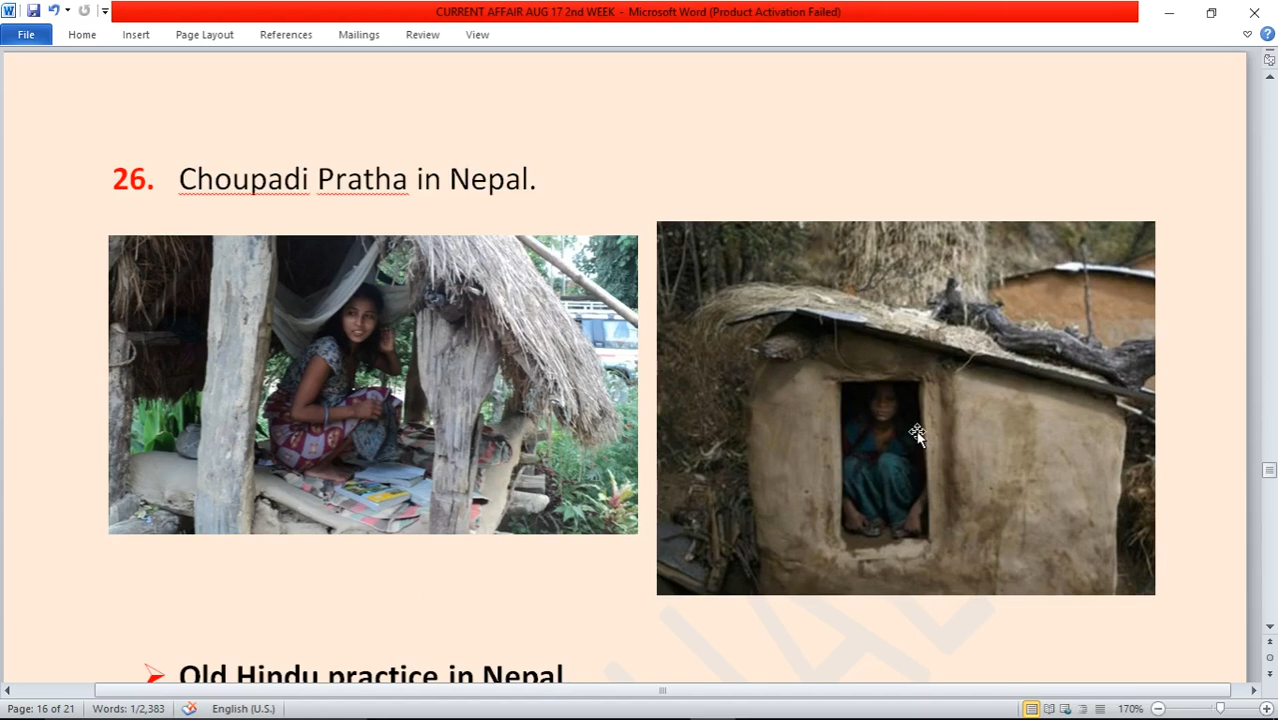 CURRENT AFFAIR AUG 17 2nd WEEK - Microsoft Word (Product Activation Failed)
File Home Insert Page Layout References Mailings Review View
26. Choupadi Pratha in Nepal.
Old Hindu practice in Nepal
Page: 16 of 21 Words: 1/2,383 English (U.S.) 170%